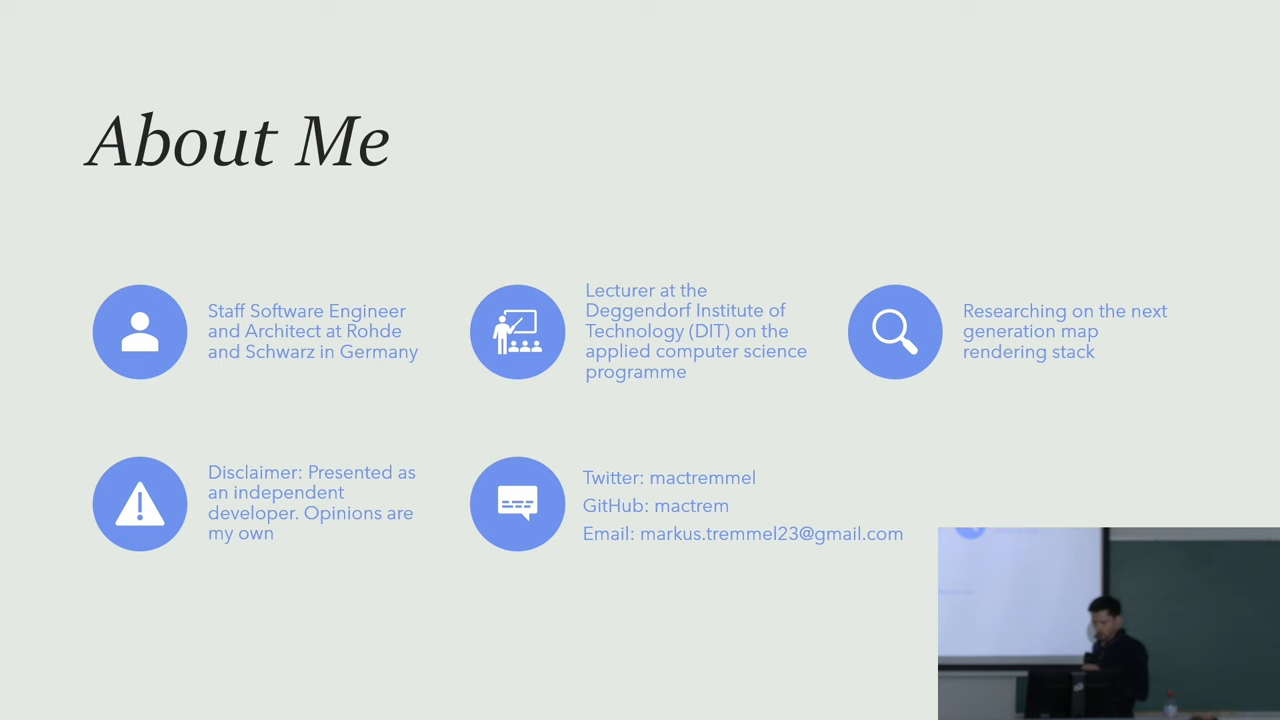 About Me
Staff Software Engineer
and Architect at Rohde
and Schwarz in Germany
Lecturer at the
Deggendorf Institute of
Technology (DIT) on the
applied computer science
programme
Researching on the next
generation map
rendering stack
Disclaimer: Presented as
an independent
developer. Opinions are
my own
Twitter: mactremmel
GitHub: mactrem
Email: markus.tremmel23@gmail.com